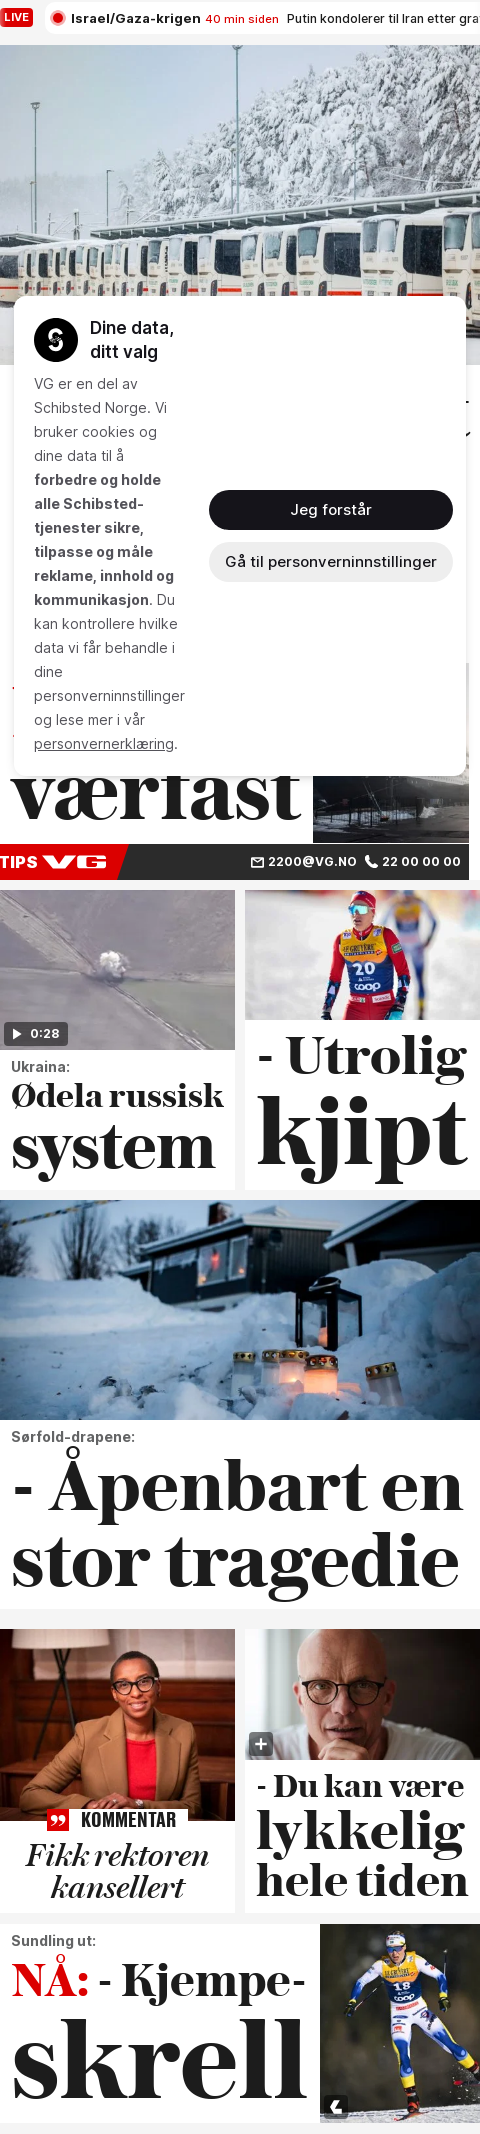 LIVE
Israel/Gaza-krigen 40 min siden Putin kondolerer til Iran etter
Dine data,
ditt valg
VG er en del av
Schibsted Norge. Vi
bruker cookies og
dine data til å
forbedre og holde
alle Schibsted-
tjenester sikre,
tilpasse og måle
reklame, innhold og
kommunikasjon. Du
kan kontrollere hvilke
data vi får behandle i
dine
personverninnstillinger
og lese mer i vår
personvernerklæring.
Jeg forstår
Gå til personverninnstillinger
værfast
TIPS VG 2200@VG.NO 22 00 00 00
0:28
Ukraina:
Ødela russisk
system
20
coop
- Utrolig
kjipt
Sørfold-drapene:
- Åpenbart en
stor tragedie
KOMMENTAR
Fikk rektoren
kansellert
- Du kan være
lykkelig
hele tiden
Sundling ut:
NÅ: - Kjempe-
skrell
18
coop